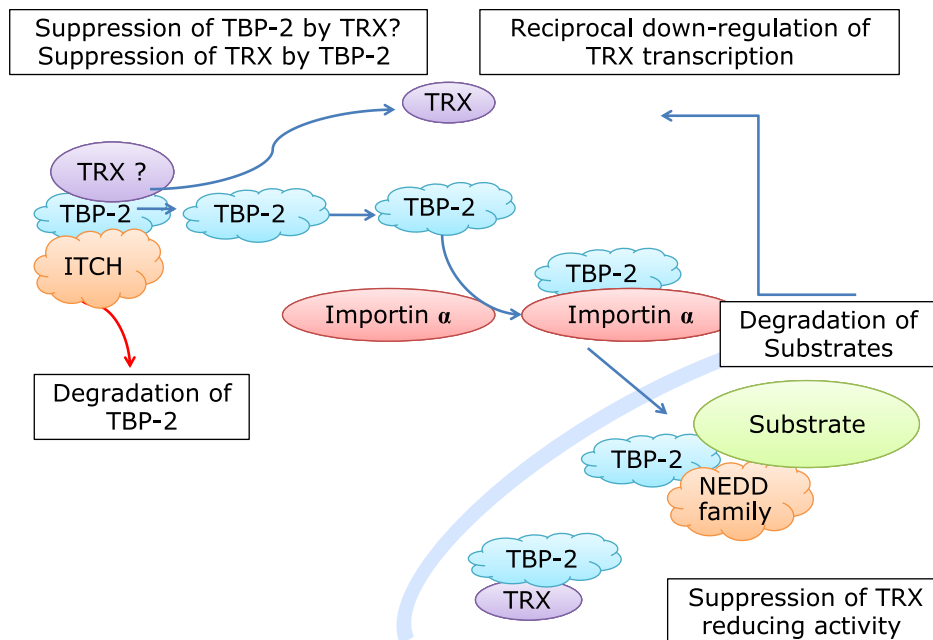 Suppression of TBP-2 by TRX?
Suppression of TRX by TBP-2
Reciprocal down-regulation of
TRX transcription
TRX
TRX ?
TBP-2
TBP-2
TBP-2
ITCH
TBP-2
Importin α
Importin α
Degradation of
Substrates
Degradation of
TBP-2
Substrate
TBP-2
NEDD
family
TBP-2
TRX
Suppression of TRX
reducing activity